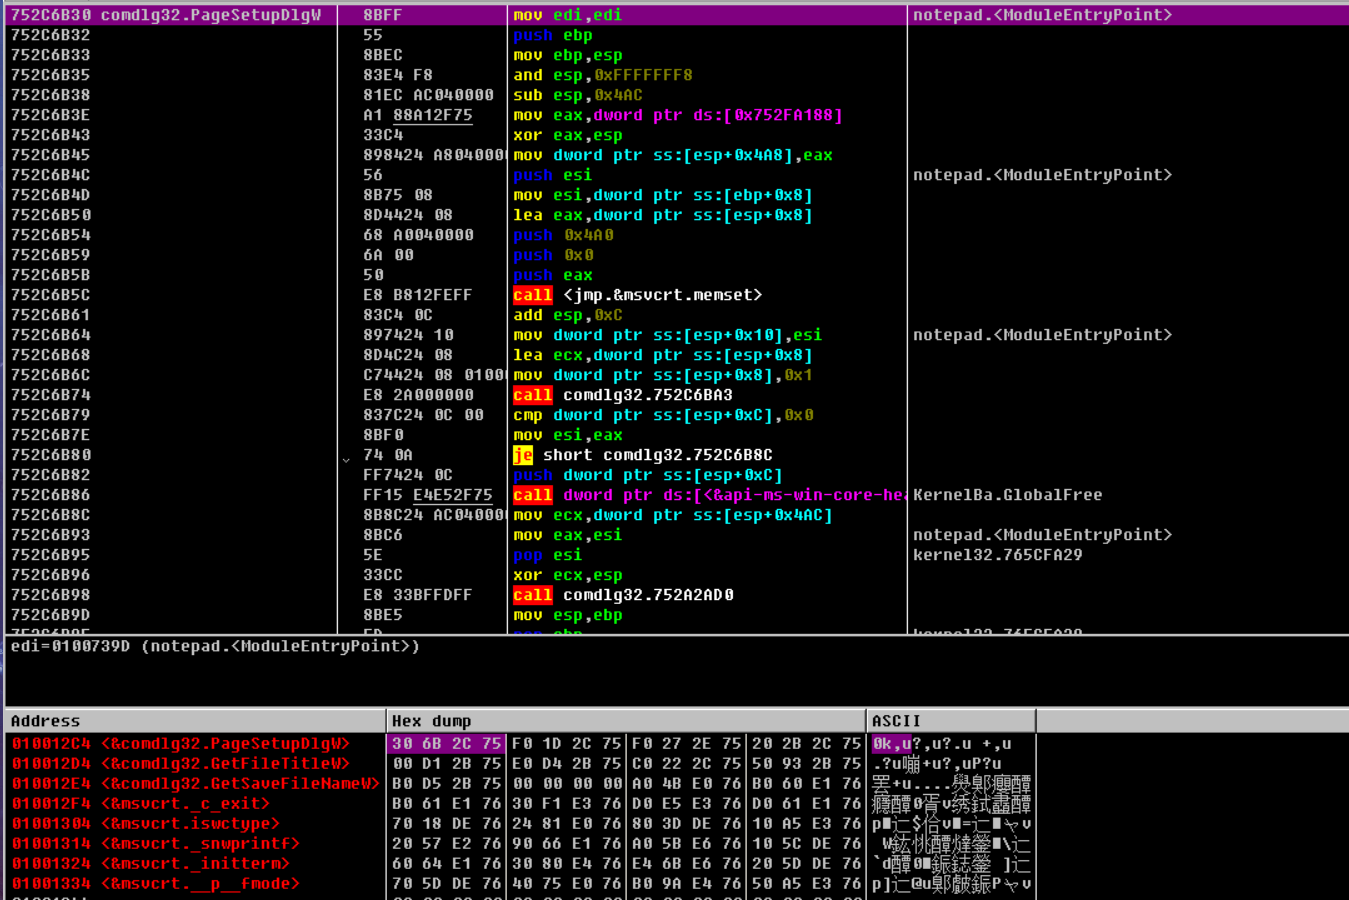 752C6B30 comdlg32.PageSetupDlgW 8BFF mov edi,edi notepad.<ModuleEntryPoint>
752C6B32 55 push ebp
752C6B33 8BEC mov ebp,esp
752C6B35 83E4 F8 and esp,0xFFFFFFF8
752C6B38 81EC AC040000 sub esp,0x4AC
752C6B3E A1 88A12F75 mov eax,dword ptr ds:[0x752FA188]
752C6B43 33C4 xor eax,esp
752C6B45 898424 A804000 mov dword ptr ss:[esp+0x4A8],eax
752C6B4C 56 push esi notepad.<ModuleEntryPoint>
752C6B4D 8B75 08 mov esi,dword ptr ss:[ebp+0x8]
752C6B50 8D4424 08 lea eax,dword ptr ss:[esp+0x8]
752C6B54 68 A0040000 push 0x4A0
752C6B59 6A 00 push 0x0
752C6B5B 50 push eax
752C6B5C E8 B812FEFF call <jmp.&msvcrt.memset>
752C6B61 83C4 0C add esp,0xC
752C6B64 897424 10 mov dword ptr ss:[esp+0x10],esi notepad.<ModuleEntryPoint>
752C6B68 8D4C24 08 lea ecx,dword ptr ss:[esp+0x8]
752C6B6C C74424 08 0100 mov dword ptr ss:[esp+0x8],0x1
752C6B74 E8 2A000000 call comdlg32.752C6BA3
752C6B79 837C24 0C 00 cmp dword ptr ss:[esp+0xC],0x0
752C6B7E 8BF0 mov esi,eax
752C6B80 74 0A je short comdlg32.752C6B8C
752C6B82 FF7424 0C push dword ptr ss:[esp+0xC]
752C6B86 FF15 E4E52F75 call dword ptr ds:[<&api-ms-win-core-hea KernelBa.GlobalFree
752C6B8C 8B8C24 AC04000 mov ecx,dword ptr ss:[esp+0x4AC]
752C6B93 8BC6 mov eax,esi notepad.<ModuleEntryPoint>
752C6B95 5E pop esi kernel32.765CFA29
752C6B96 33CC xor ecx,esp
752C6B98 E8 33BFFDFF call comdlg32.752A2AD0
752C6B9D 8BE5 mov esp,ebp
edi=0100739D (notepad.<ModuleEntryPoint>)
Address Hex dump ASCII
010012C4 <&comdlg32.PageSetupDlgW> 30 6B 2C 75 F0 1D 2C 75 F0 27 2E 75 20 2B 2C 75 0k,u?,u?.u +,u
010012D4 <&comdlg32.GetFileTitleW> 00 D1 2B 75 E0 D4 2B 75 C0 22 2C 75 50 93 2B 75 .?u嘣+u?,uP?u
010012E4 <&comdlg32.GetSaveFileNameW> B0 D5 2B 75 00 00 00 00 A0 4B E0 76 B0 60 E1 76 罢+u....
010012F4 <&msvcrt._c_exit> B0 61 E1 76 30 F1 E3 76 D0 E5 E3 76 D0 61 E1 76
01001304 <&msvcrt.iswctype> 70 18 DE 76 24 81 E0 76 80 3D DE 76 10 A5 E3 76
01001314 <&msvcrt._snwprintf> 20 57 E2 76 90 66 E1 76 A0 5B E6 76 10 5C DE 76
01001324 <&msvcrt._initterm> 60 64 E1 76 30 80 E4 76 E4 6B E6 76 20 5D DE 76
01001334 <&msvcrt.__p__fmode> 70 5D DE 76 40 75 E0 76 B0 9A E4 76 50 A5 E3 76